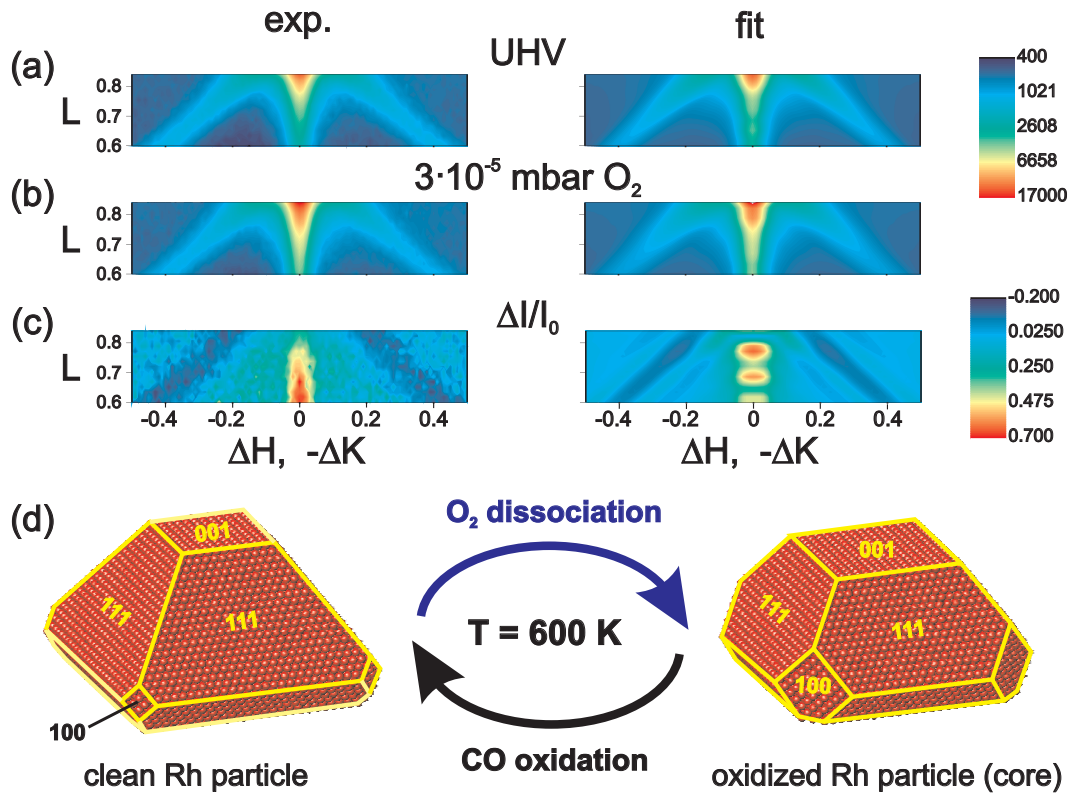 exp.
fit
UHV
(a)
L
0.8
0.7
0.6
400
1021
2608
6658
17000
3·10⁻⁵ mbar O₂
(b)
L
0.8
0.7
0.6
ΔI/I₀
(c)
L
0.8
0.7
0.6
-0.4 -0.2 0 0.2 0.4
-0.4 -0.2 0 0.2 0.4
ΔH, -ΔK
ΔH, -ΔK
-0.200
0.0250
0.250
0.475
0.700
(d)
001
111
111
100
clean Rh particle
O₂ dissociation
T = 600 K
CO oxidation
001
111
111
100
oxidized Rh particle (core)